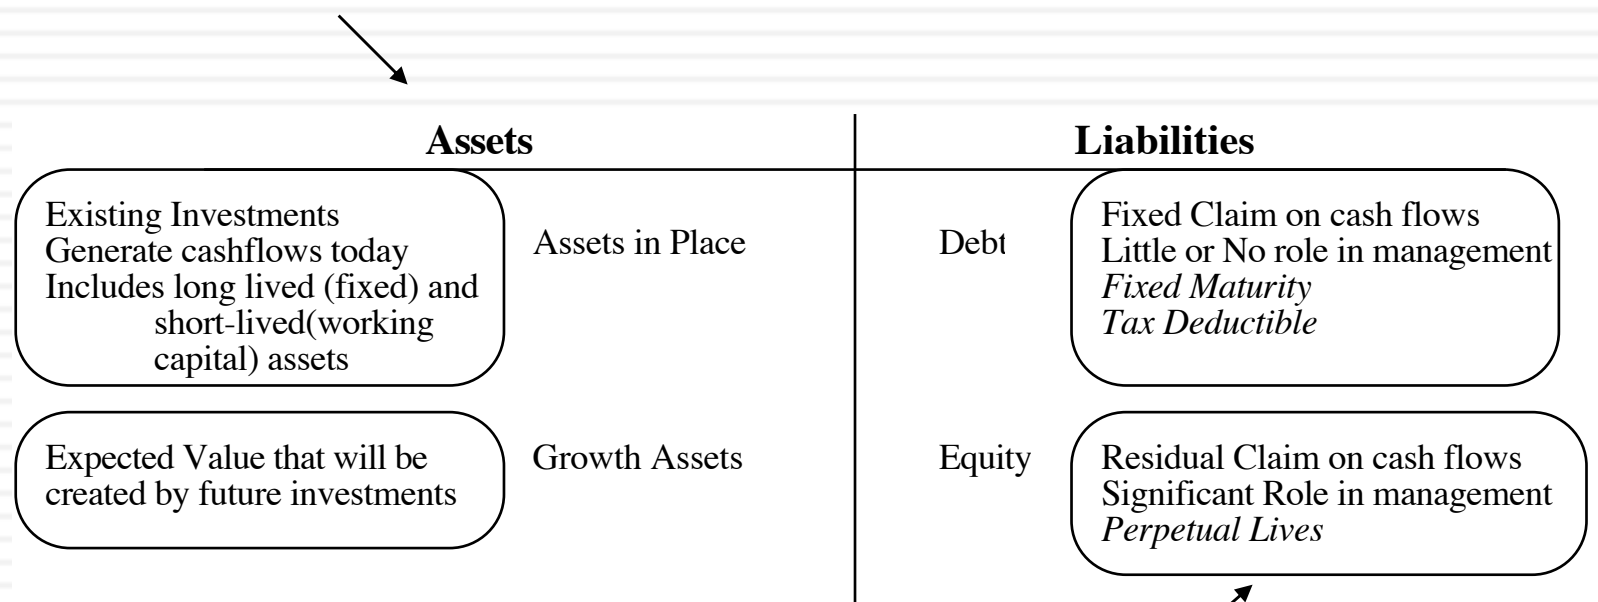 Assets
Liabilities
Existing Investments
Generate cashflows today
Includes long lived (fixed) and
short-lived(working
capital) assets
Assets in Place
Debt
Fixed Claim on cash flows
Little or No role in management
Fixed Maturity
Tax Deductible
Expected Value that will be
created by future investments
Growth Assets
Equity
Residual Claim on cash flows
Significant Role in management
Perpetual Lives